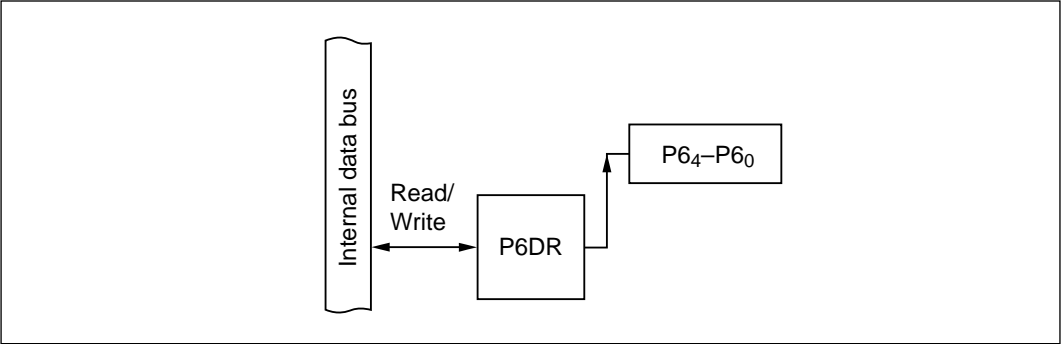 Internal data bus
Read/
Write
P6DR
P6₄–P6₀